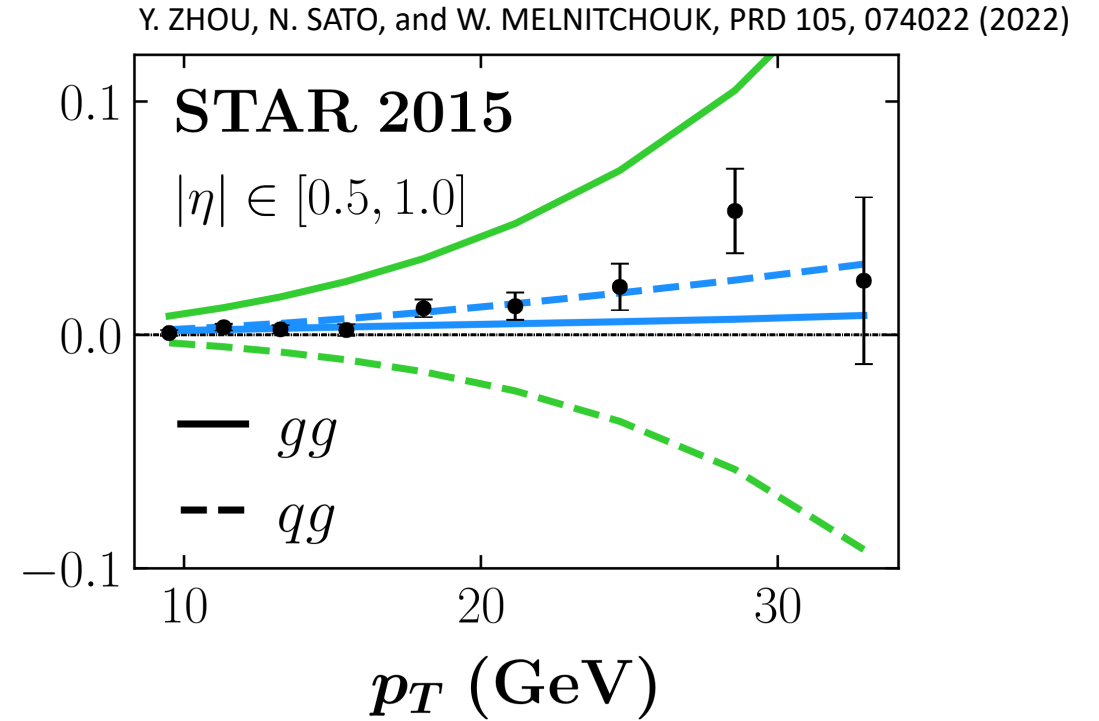 Y. ZHOU, N. SATO, and W. MELNITCHOUK, PRD 105, 074022 (2022)
0.1
STAR 2015
|η| ∈ [0.5, 1.0]
0.0
gg
qg
−0.1
10 20 30
p_T (GeV)